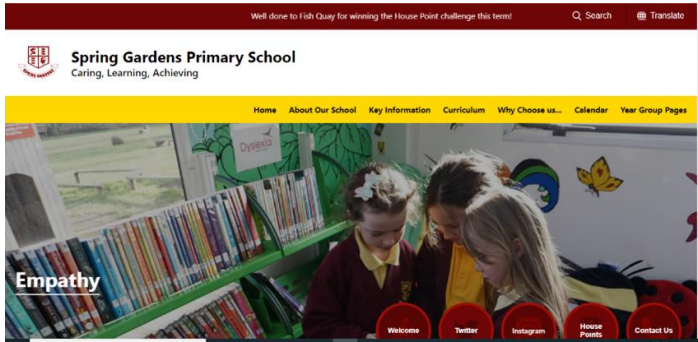 Well done to Fish Quay for winning the House Point challenge this term!
Search
Translate
Spring Gardens Primary School
Caring, Learning, Achieving
SPRING GARDENS
Home About Our School Key Information Curriculum Why Choose us... Calendar Year Group Pages
Dyslexia
Empathy
Welcome
Twitter
Instagram
House
Points
Contact Us